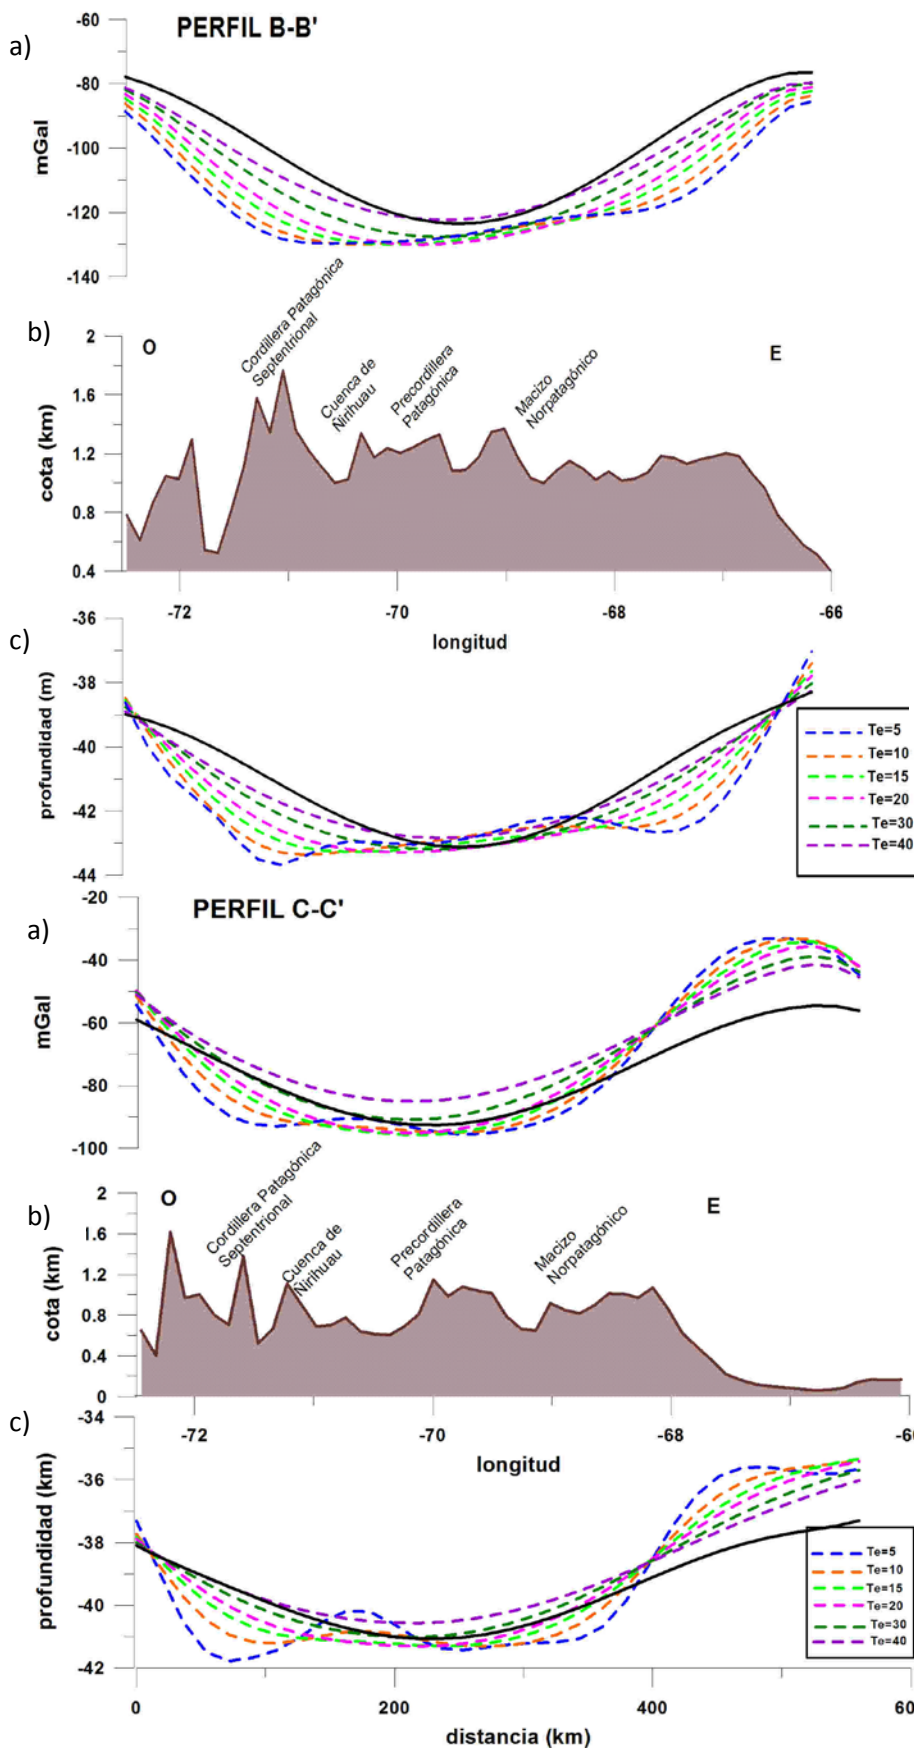 PERFIL B-B'
a)
-60
-80
-100
-120
-140
mGal
b)
O
E
Cordillera Patagónica
Septentrional
Cuenca de
Ñirihuau
Precordillera
Patagónica
Macizo
Norpatagónico
2
1.6
1.2
0.8
0.4
cota (km)
-72
-70
-68
-66
longitud
c)
-36
-38
-40
-42
-44
profundidad (m)
Te=5
Te=10
Te=15
Te=20
Te=30
Te=40
PERFIL C-C'
a)
-20
-40
-60
-80
-100
mGal
b)
O
E
Cordillera Patagónica
Septentrional
Cuenca de
Ñirihuau
Precordillera
Patagónica
Macizo
Norpatagónico
2
1.6
1.2
0.8
0.4
0
cota (km)
-72
-70
-68
longitud
c)
-34
-36
-38
-40
-42
profundidad (km)
Te=5
Te=10
Te=15
Te=20
Te=30
Te=40
0
200
400
distancia (km)